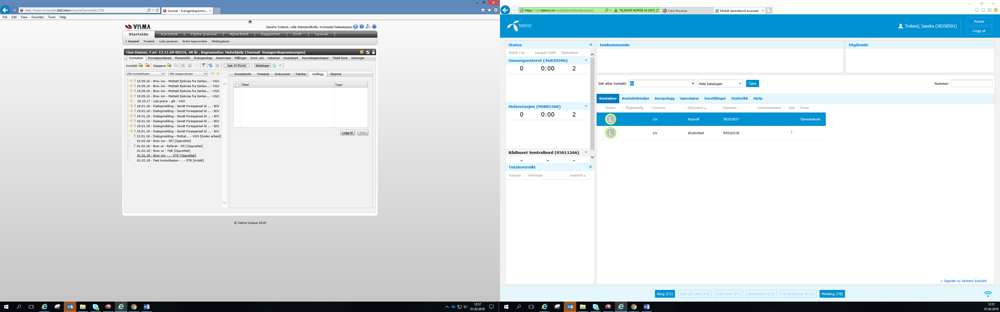 http://hspro-kvinesdal.ddd.intern/Journal?journalId=7234
Journal - Svangerskapsoms...
File Edit View Favorites Tools Help
VISMA
Sandra Treland, rolle StandardRolle, Kvinesdal helsestasjon
Startside Kartotek Flytte journal Ajourhold Rapporter Drift Sysvak
Journal Timebok Liste personer Endre begrunnelse Meldingsboks
Line Danser, F.nr: 13.11.69 00216, 48 år , Begrunnelse: Helsehjelp (Journal: Svangerskapsomsorgen)
Kontakter Korrespondanse Personinfo Svangerskap Anamnese Målinger Kont. ark Vaksiner Huskekart Journalegenskaper Tildel time Visninger
Kontakt Oppgave Søk SYSVAK Meldinger
Alle kontakttyper Alle oppgavetyper
Kontaktinfo Timebok Dokument Takster Vedlegg Skjema
Tittel Type
Legg til Slett
15.09.16 - Brev inn - Mottatt Epikrise fra Sørlan... - VGO
19.09.16 - Brev inn - Mottatt Epikrise fra Sørlan... - VGO
19.09.16 - Brev inn - Mottatt Epikrise fra Sørlan... - VGO
19.09.16 - Brev inn - Mottatt Epikrise fra Sørlan... - VGO
18.10.17 - Lab.prøve - gfs - VGO
18.01.18 - Dialogmelding - Sendt Forespørsel til ... - BJV
19.01.18 - Dialogmelding - Sendt Forespørsel til ... - BJV
19.01.18 - Dialogmelding - Sendt Forespørsel til ... - BJV
19.01.18 - Dialogmelding - Sendt Forespørsel til ... - BJV
19.01.18 - Dialogmelding - Sendt Forespørsel til ... - BJV
19.01.18 - Dialogmelding - Sendt Forespørsel til ... - BJV
23.01.18 - Dialogmelding - Mottat... - VGO [Under arbeid]
01.02.18 - Brev inn - SFJ [Opprettet]
01.02.18 - Brev ut - Referat - SFJ [Opprettet]
01.02.18 - Brev ut - THE [Opprettet]
01.02.18 - Brev inn - . - STR [Opprettet]
01.02.18 - Fast konsultasjon - . - STR [Avtalt]
© Visma Unique 2018
12:57
01.02.2018
https://mb.telenor.no/mobiltsentralbordavansert/
TELENOR NORGE AS [NO]
Citrix Receiver
Mobilt Sentralbord Avansert
telenor
Treland, Sandra (38358501)
Pause
Logg ut
Status
Antall i kø Lengste køtid Operatører
Omsorgsenteret (46830590)
0 0:00 2
Helsestasjon (90885368)
0 0:00 2
Rådhuset Sentralbord (95011266)
- - -
Totaloversikt
Kønavn Innringer Ventetid
Innkommende
Utgående
Søk etter kontakt: liv Hele katalogen Tøm Nummer:
Kontakter Kontaktdetaljer Anropslogg Operatører Innstillinger Statistikk Hjelp
Status Tilgjengelig Fornavn Etternavn Nummer Internnummer App Firma
L Liv Rosvoll 38352827 Tjenestekont...
L Liv Øyulvstad 94510218 !
+ Opprett ny ekstern kontakt
Ring (F2) Sett på vent (F4) Sett over (F5) Konsultere (F2) Til MobilSvar (F10) Melding (F8)
12:57
01.02.2018